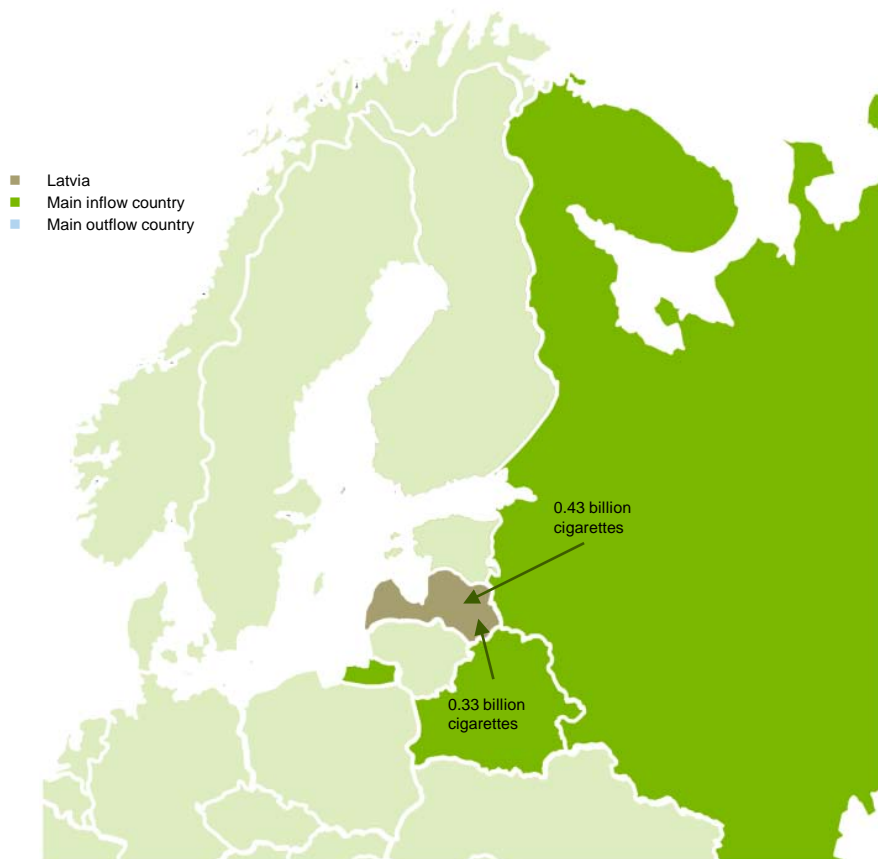 Latvia
Main inflow country
Main outflow country
0.43 billion
cigarettes
0.33 billion
cigarettes